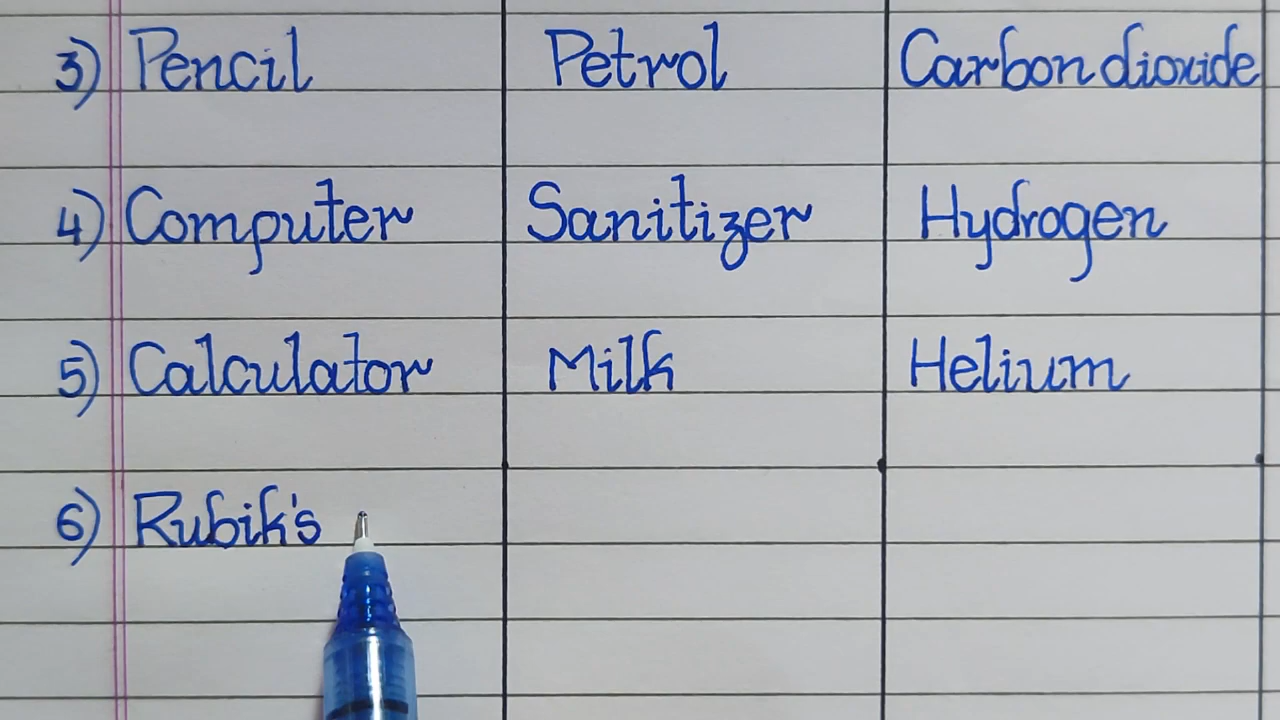 3) Pencil Petrol Carbon dioxide
4) Computer Sanitizer Hydrogen
5) Calculator Milk Helium
6) Rubik's